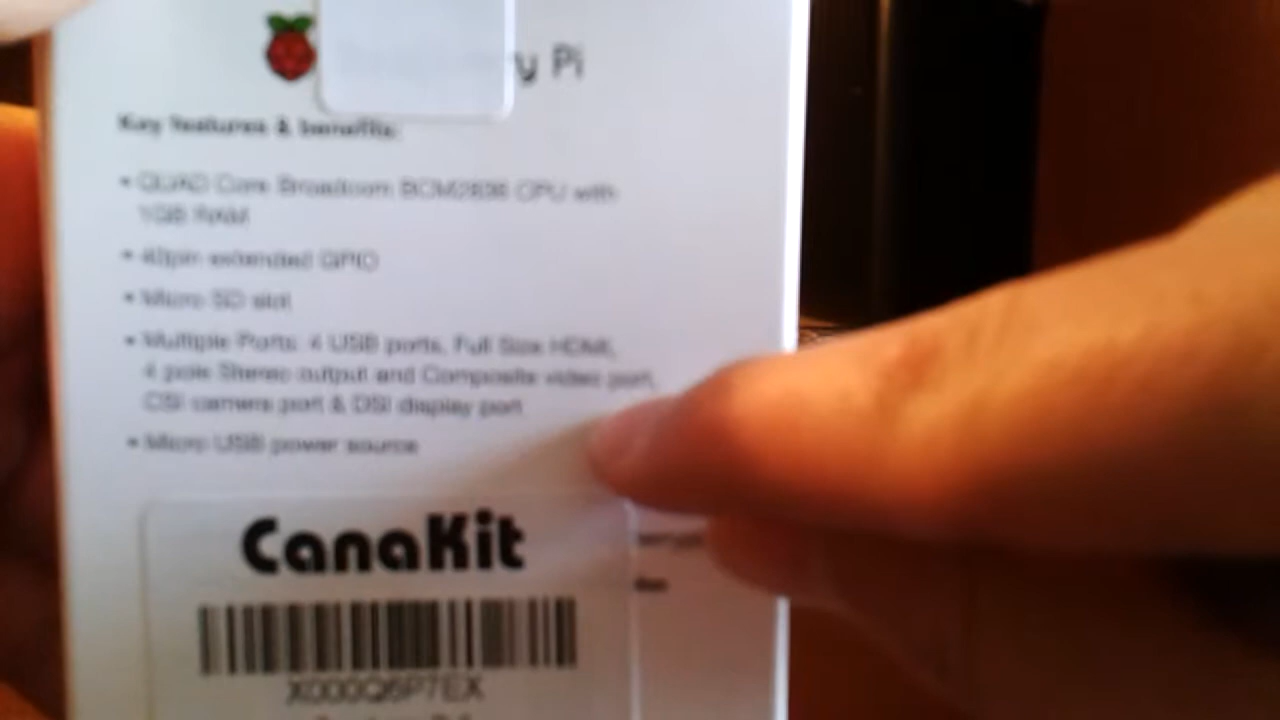 y Pi
Key features & benefits:
• QUAD Core Broadcom BCM2836 CPU with
1GB RAM
• 40pin extended GPIO
• Micro SD slot
• Multiple Ports: 4 USB ports, Full Size HDMI,
4 pole Stereo output and Composite video port,
CSI camera port & DSI display port
• Micro USB power source
CanaKit
X000Q6P7EX